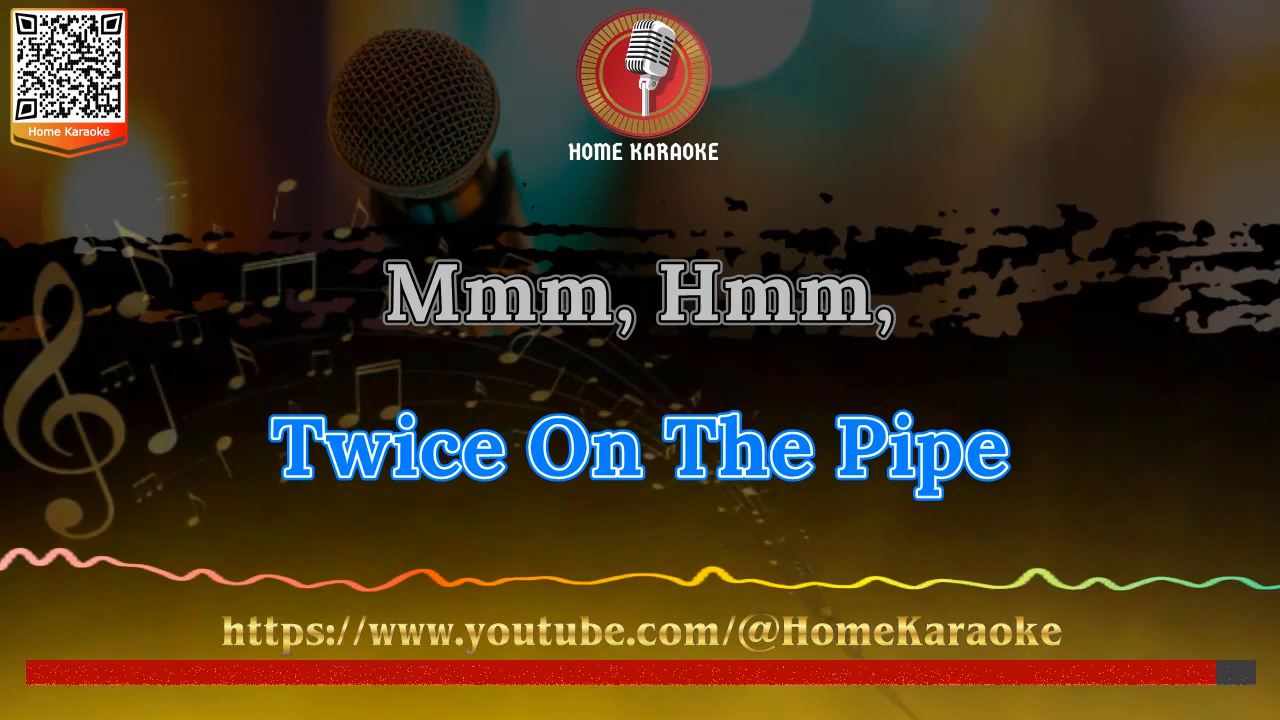 Home Karaoke
HOME KARAOKE
Mmm, Hmm,
Twice On The Pipe
https://www.youtube.com/@HomeKaraoke